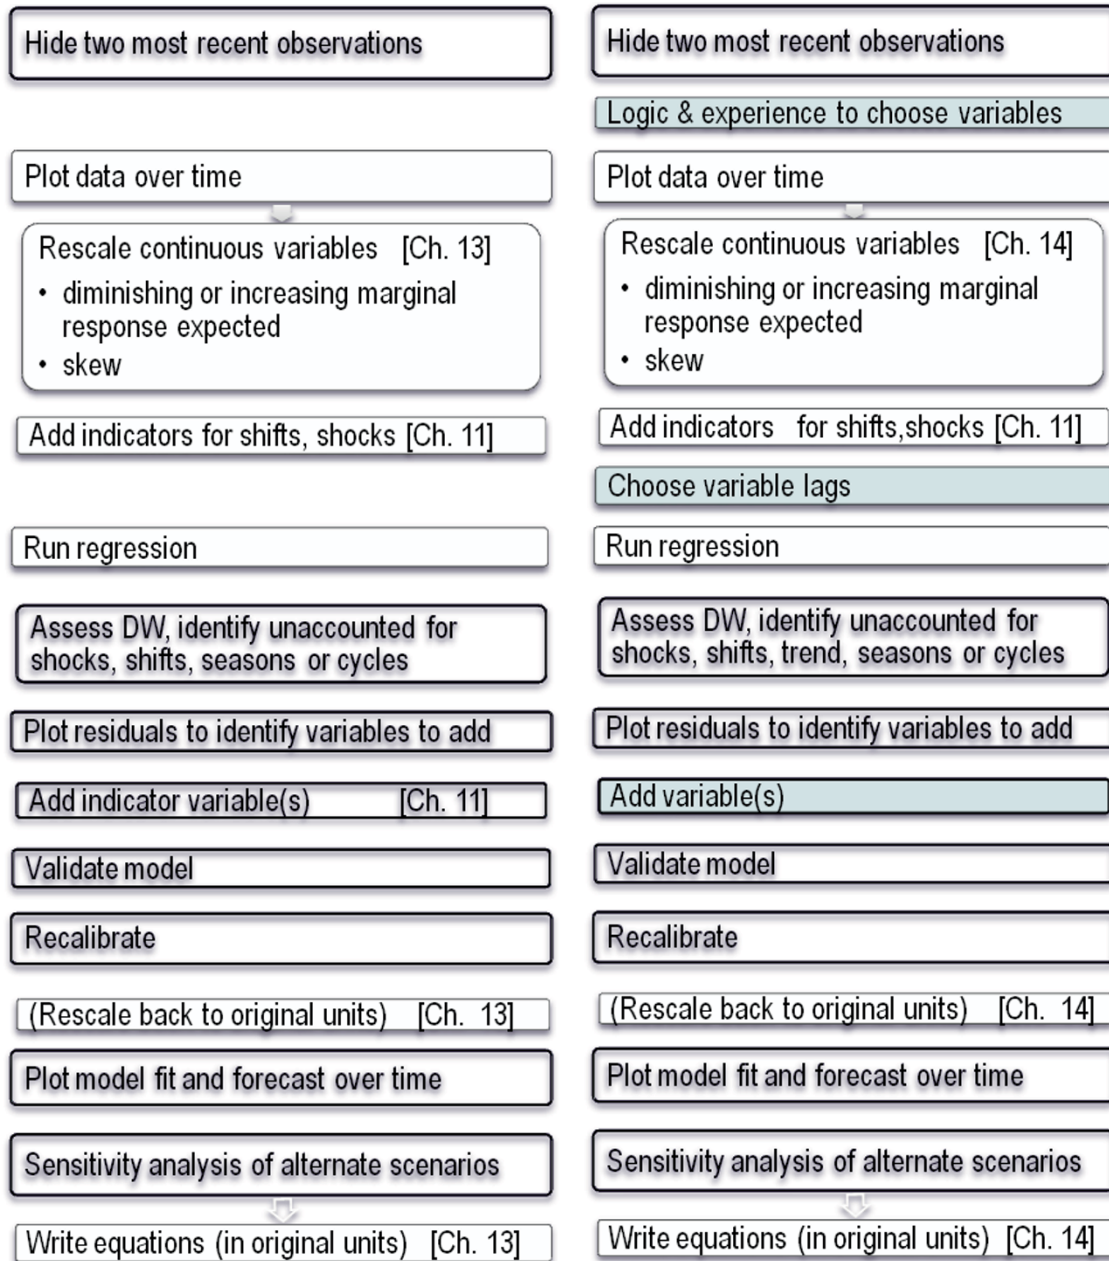 Hide two most recent observations
Plot data over time
Rescale continuous variables [Ch. 13]
• diminishing or increasing marginal
response expected
• skew
Add indicators for shifts, shocks [Ch. 11]
Run regression
Assess DW, identify unaccounted for
shocks, shifts, seasons or cycles
Plot residuals to identify variables to add
Add indicator variable(s) [Ch. 11]
Validate model
Recalibrate
(Rescale back to original units) [Ch. 13]
Plot model fit and forecast over time
Sensitivity analysis of alternate scenarios
Write equations (in original units) [Ch. 13]
Hide two most recent observations
Logic & experience to choose variables
Plot data over time
Rescale continuous variables [Ch. 14]
• diminishing or increasing marginal
response expected
• skew
Add indicators for shifts,shocks [Ch. 11]
Choose variable lags
Run regression
Assess DW, identify unaccounted for
shocks, shifts, trend, seasons or cycles
Plot residuals to identify variables to add
Add variable(s)
Validate model
Recalibrate
(Rescale back to original units) [Ch. 14]
Plot model fit and forecast over time
Sensitivity analysis of alternate scenarios
Write equations (in original units) [Ch. 14]